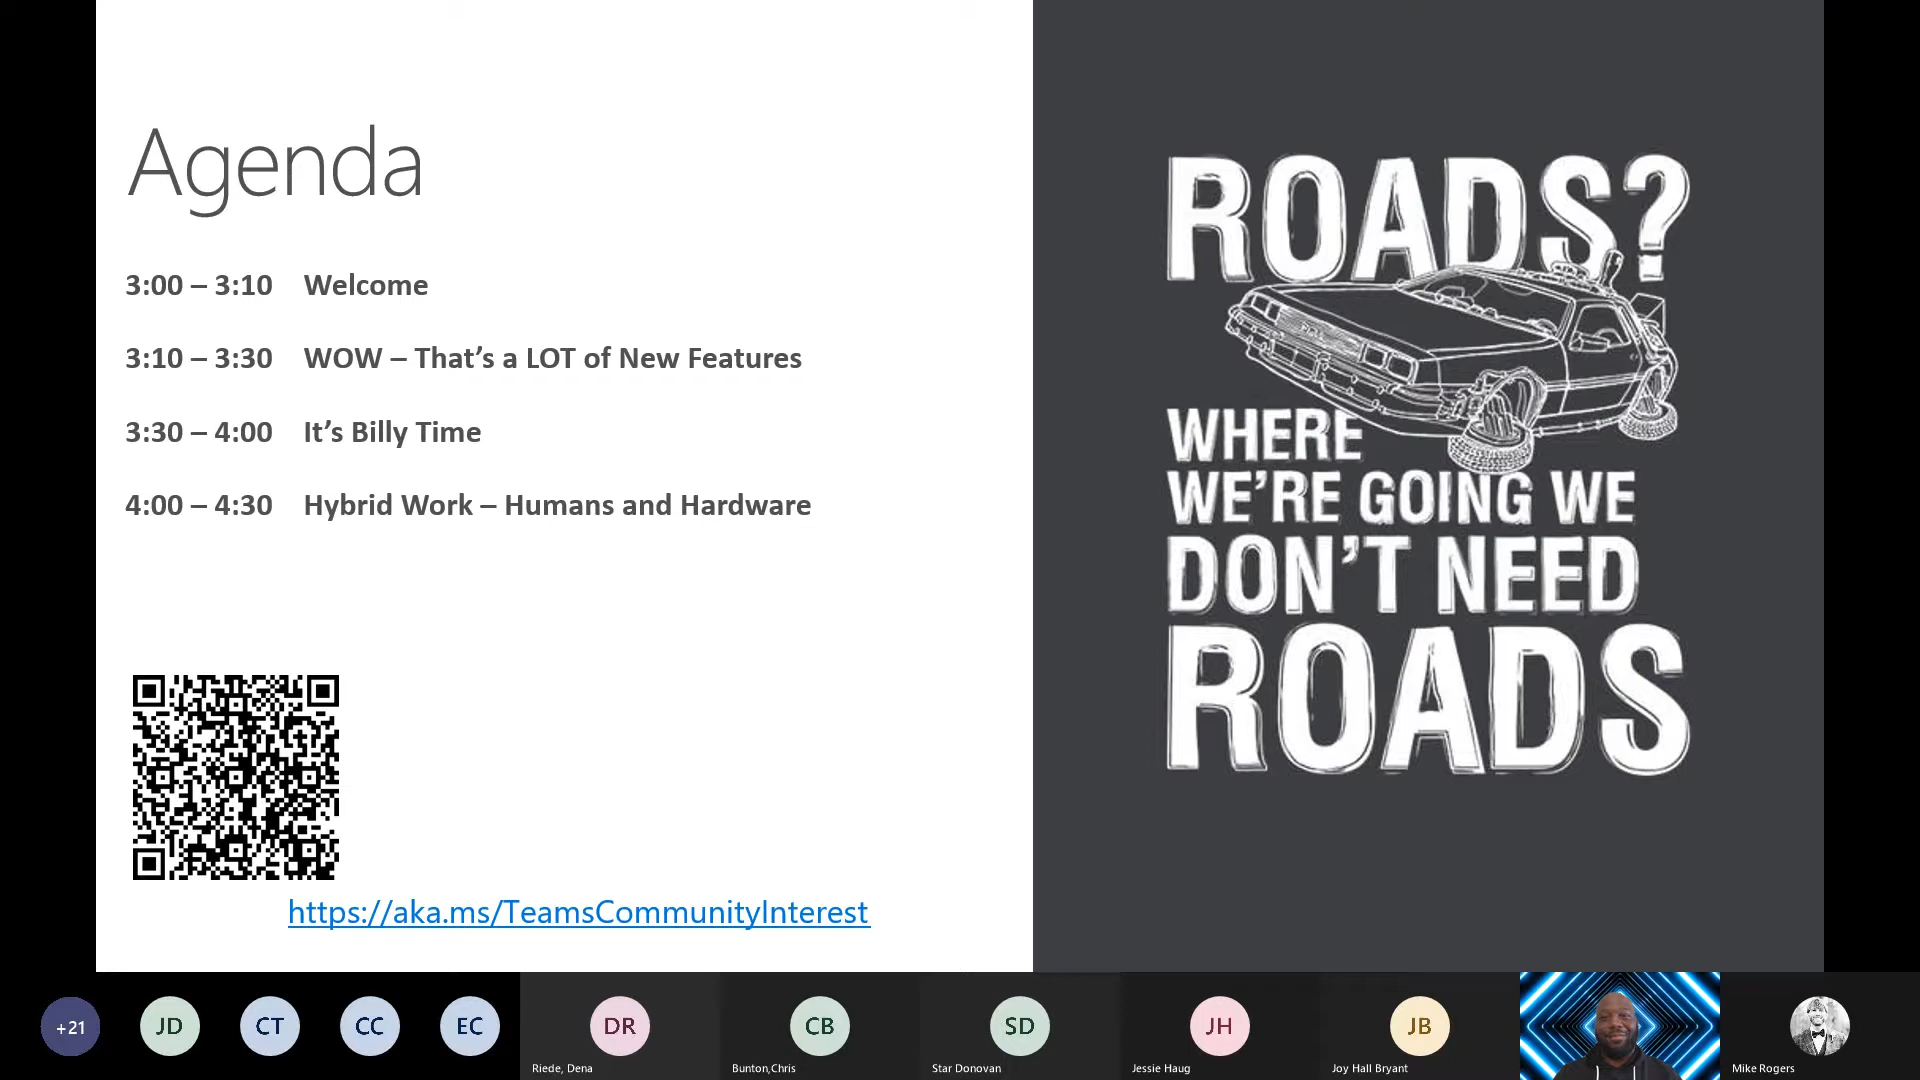 Agenda
3:00 – 3:10 Welcome
3:10 – 3:30 WOW – That's a LOT of New Features
3:30 – 4:00 It's Billy Time
4:00 – 4:30 Hybrid Work – Humans and Hardware
https://aka.ms/TeamsCommunityInterest
ROADS?
WHERE
WE'RE GOING WE
DON'T NEED
ROADS
+21
JD
CT
CC
EC
DR
Riede, Dena
CB
Bunton,Chris
SD
Star Donovan
JH
Jessie Haug
JB
Joy Hall Bryant
Mike Rogers